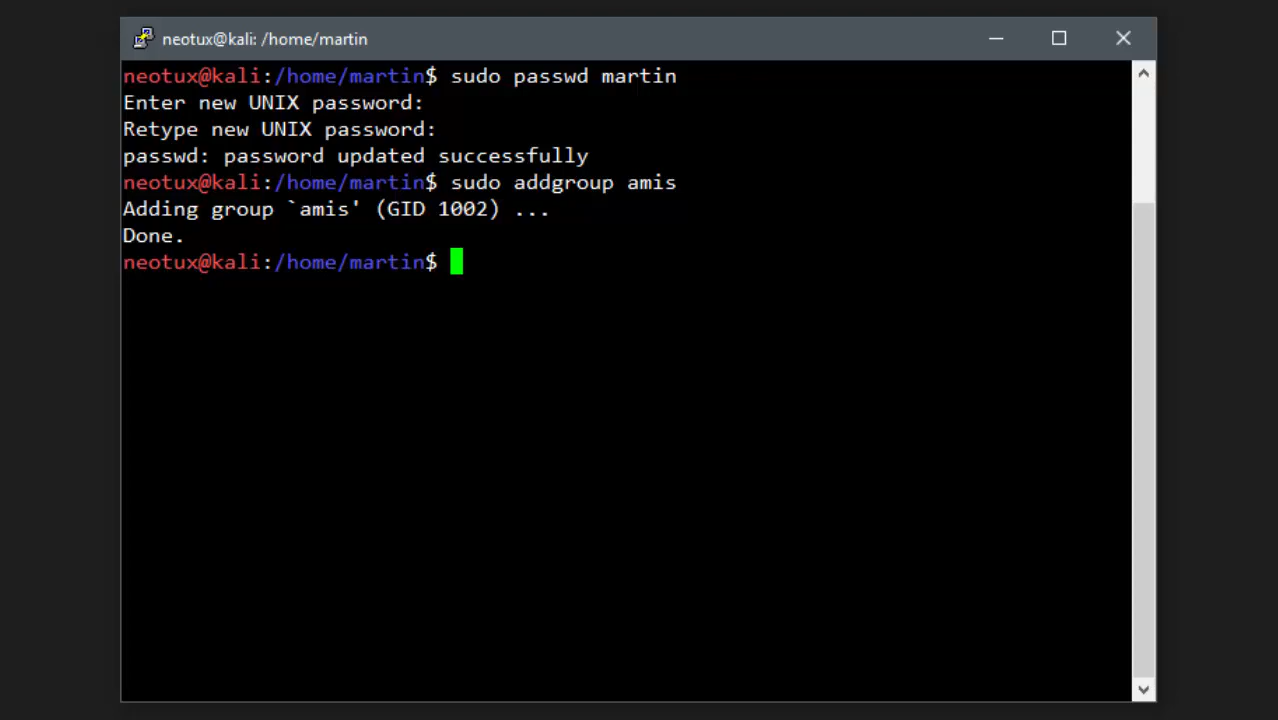 neotux@kali: /home/martin
neotux@kali:/home/martin$ sudo passwd martin
Enter new UNIX password:
Retype new UNIX password:
passwd: password updated successfully
neotux@kali:/home/martin$ sudo addgroup amis
Adding group `amis' (GID 1002) ...
Done.
neotux@kali:/home/martin$